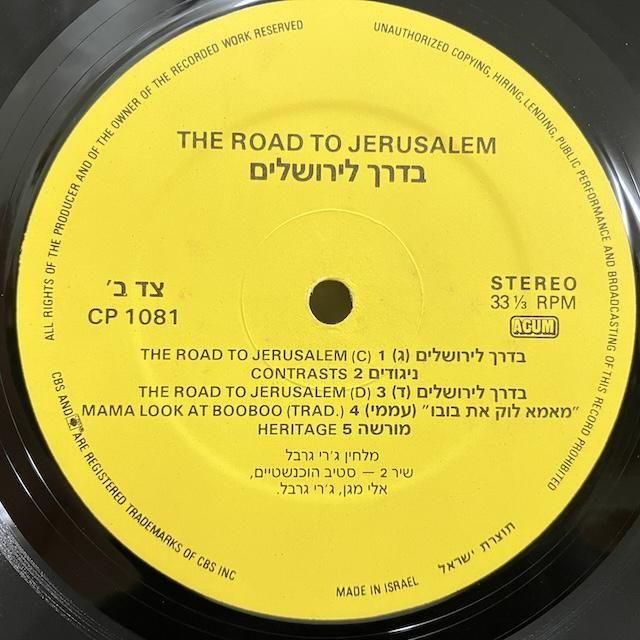 ALL RIGHTS OF THE PRODUCER AND OF THE OWNER OF THE RECORDED WORK RESERVED
UNAUTHORIZED COPYING, HIRING, LENDING, PUBLIC PERFORMANCE AND BROADCASTING OF THIS RECORD PROHIBITED
THE ROAD TO JERUSALEM
בדרך לירושלים
צד ב'
CP 1081
STEREO
33 ⅓ RPM
ACUM
THE ROAD TO JERUSALEM (C) 1 בדרך לירושלים (ג)
CONTRASTS 2 ניגודים
THE ROAD TO JERUSALEM (D) 3 בדרך לירושלים (ד)
MAMA LOOK AT BOOBOO (TRAD.) 4 "מאמא לוק את בובו" (עממי)
HERITAGE 5 מורשה
מלחין ג'רי גרבל
שיר 2 — סטיב הוכנשטיים,
אלי מגן, ג'רי גרבל.
CBS AND ARE REGISTERED TRADEMARKS OF CBS INC
MADE IN ISRAEL
תוצרת ישראל